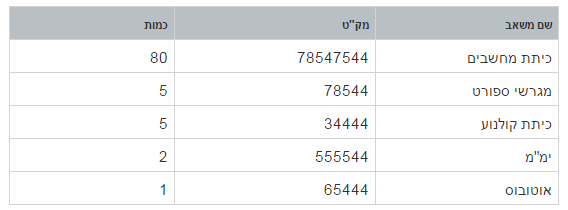 שם משאב מק"ט כמות
כיתת מחשבים 78547544 80
מגרשי ספורט 78544 5
כיתת קולנוע 34444 5
ימ"מ 555544 2
אוטובוס 65444 1